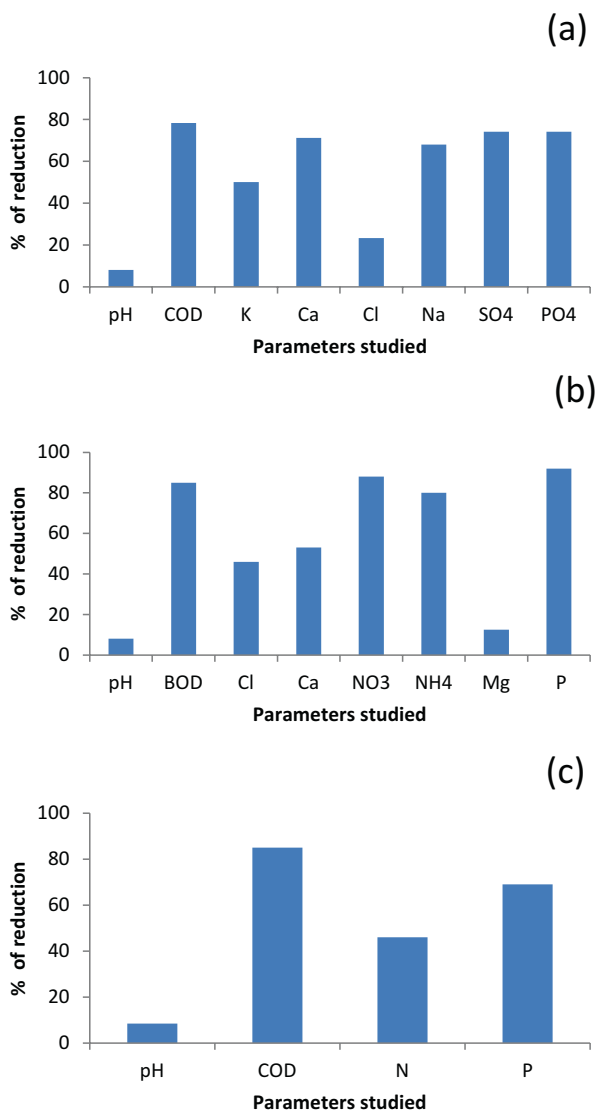 (a)
100
80
60
40
20
0
% of reduction
pH COD K Ca Cl Na SO4 PO4
Parameters studied
(b)
100
80
60
40
20
0
% of reduction
pH BOD Cl Ca NO3 NH4 Mg P
Parameters studied
(c)
100
80
60
40
20
0
% of reduction
pH COD N P
Parameters studied